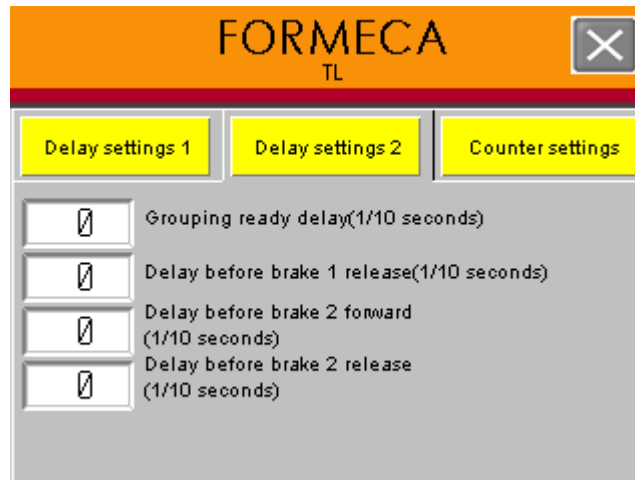 FORMECA
TL
Delay settings 1
Delay settings 2
Counter settings
0
Grouping ready delay(1/10 seconds)
0
Delay before brake 1 release(1/10 seconds)
0
Delay before brake 2 forward
(1/10 seconds)
0
Delay before brake 2 release
(1/10 seconds)